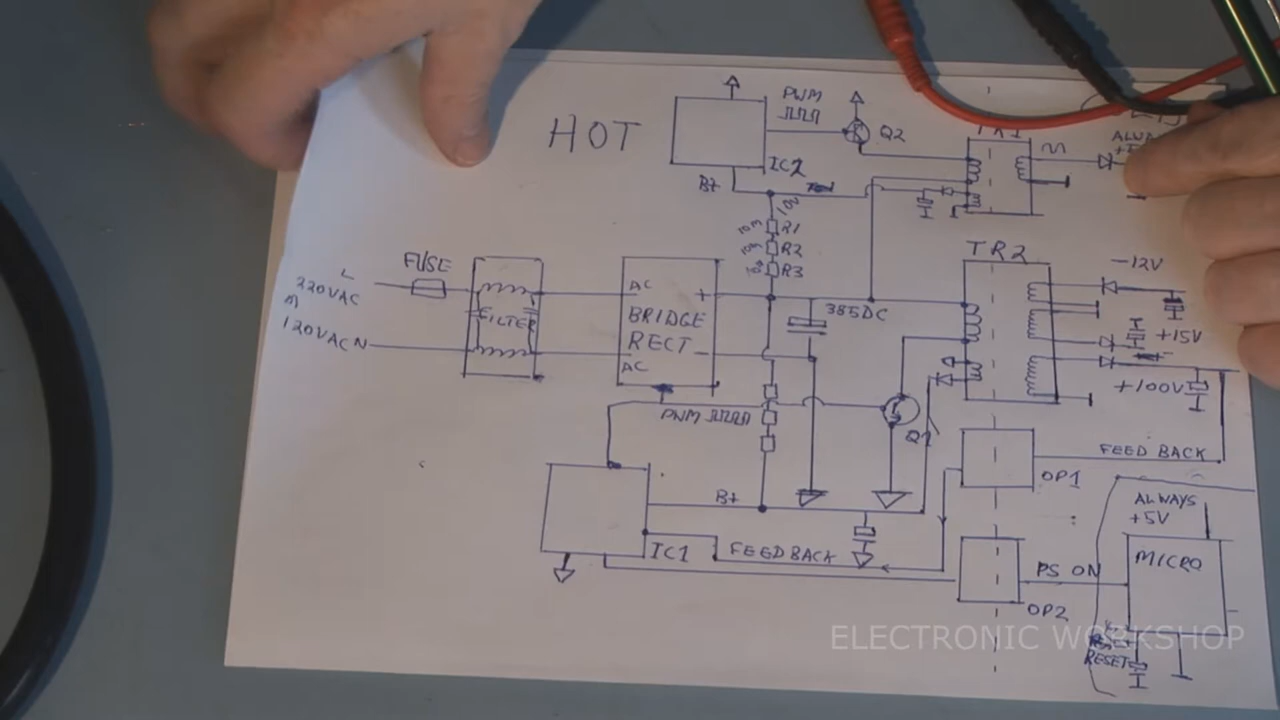 HOT
PWM
IC2
Q2
TR1
ALWA
+5
B+
R1
R2
R3
L
220VAC
120VAC N
FUSE
FILTER
AC
+
BRIDGE
RECT
−
AC
385DC
TR2
-12V
+15V
+100V
PWM
Q1
OP1
FEED BACK
B+
IC1
FEED BACK
OP2
PS ON
ALWAYS
+5V
MICRO
RESET
ELECTRONIC WORKSHOP